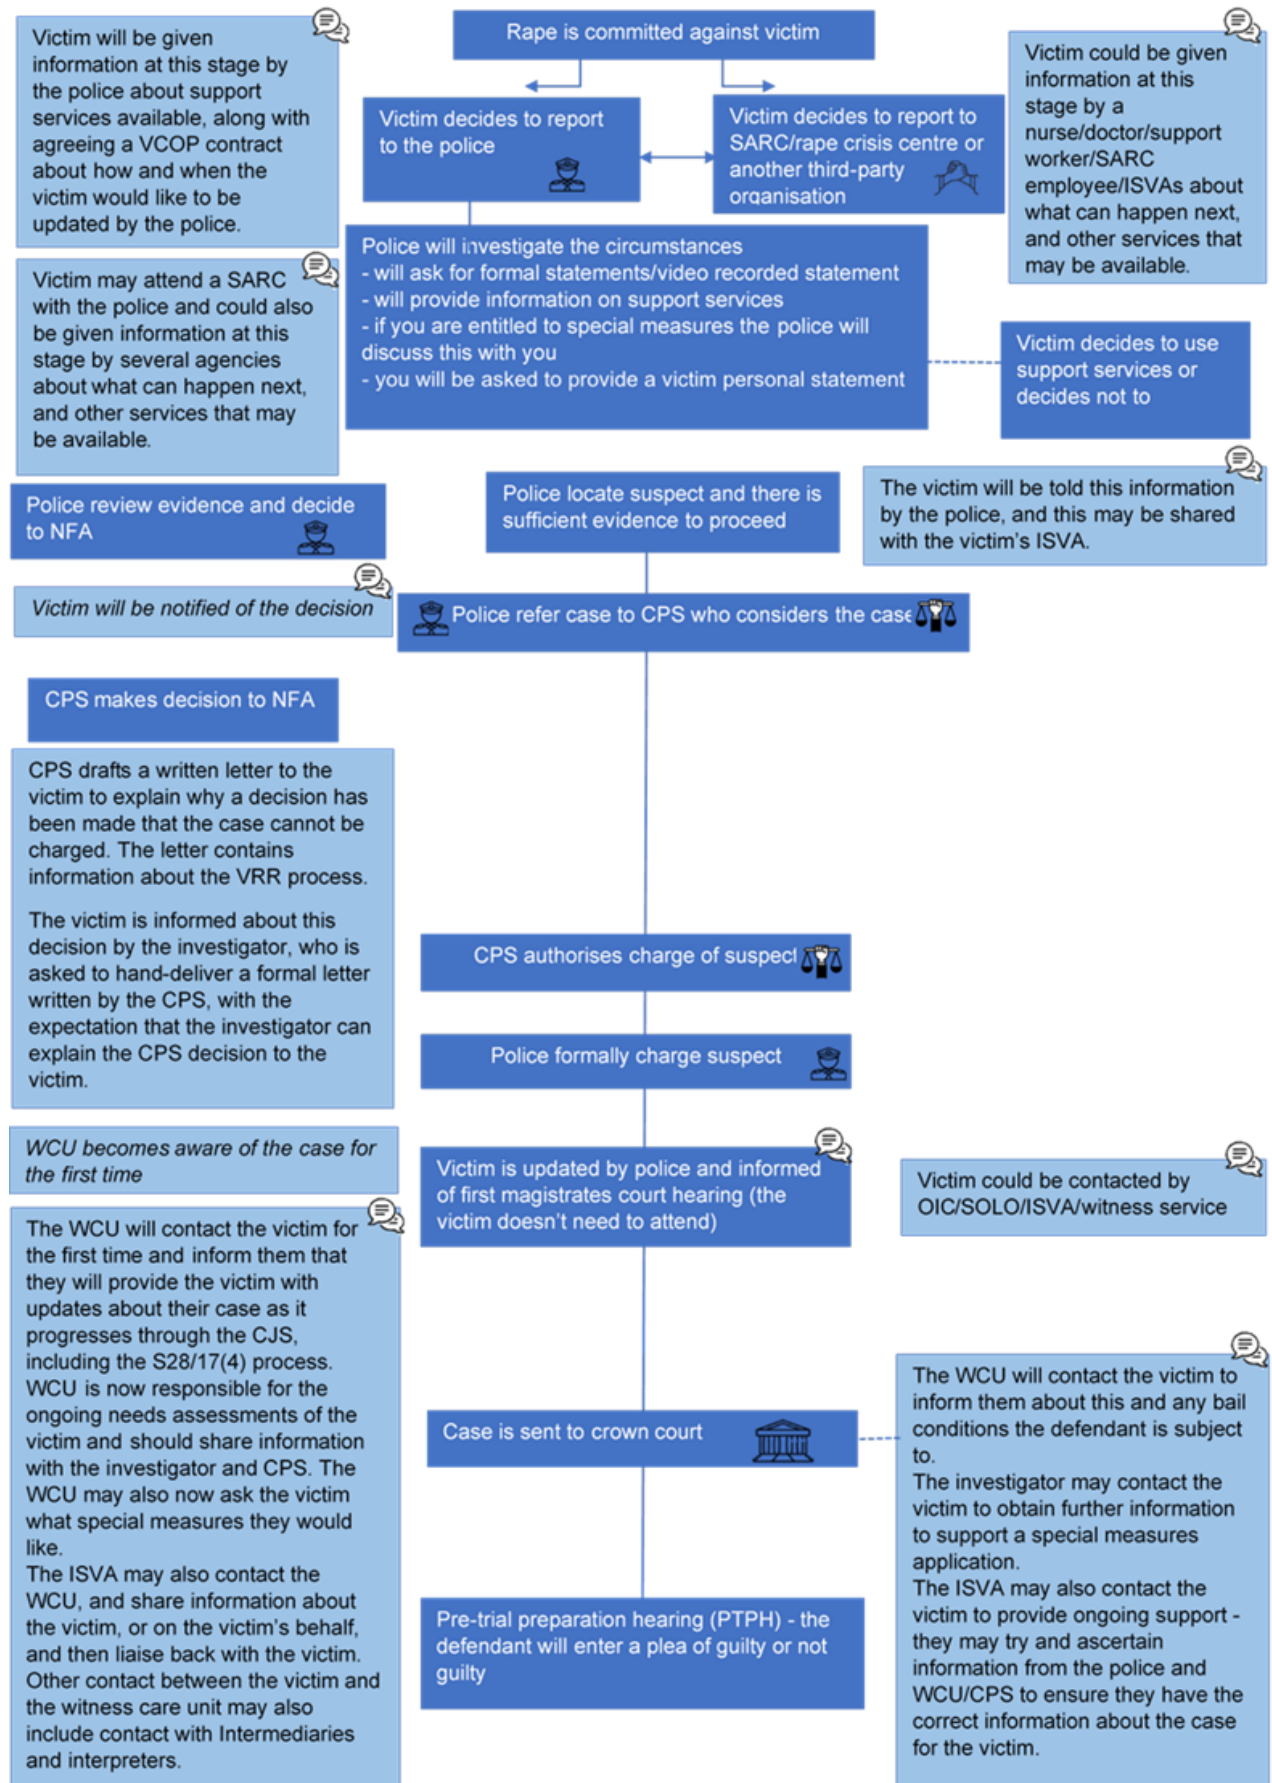 Rape is committed against victim
Victim will be given
information at this stage by
the police about support
services available, along with
agreeing a VCOP contract
about how and when the
victim would like to be
updated by the police.
Victim decides to report
to the police
Victim decides to report to
SARC/rape crisis centre or
another third-party
organisation
Victim could be given
information at this
stage by a
nurse/doctor/support
worker/SARC
employee/ISVAs about
what can happen next,
and other services that
may be available.
Victim may attend a SARC
with the police and could also
be given information at this
stage by several agencies
about what can happen next,
and other services that may
be available.
Police will investigate the circumstances
- will ask for formal statements/video recorded statement
- will provide information on support services
- if you are entitled to special measures the police will
discuss this with you
- you will be asked to provide a victim personal statement
Victim decides to use
support services or
decides not to
Police review evidence and decide
to NFA
Police locate suspect and there is
sufficient evidence to proceed
The victim will be told this information
by the police, and this may be shared
with the victim's ISVA.
Victim will be notified of the decision
Police refer case to CPS who considers the case
CPS makes decision to NFA
CPS drafts a written letter to the
victim to explain why a decision has
been made that the case cannot be
charged. The letter contains
information about the VRR process.
The victim is informed about this
decision by the investigator, who is
asked to hand-deliver a formal letter
written by the CPS, with the
expectation that the investigator can
explain the CPS decision to the
victim.
CPS authorises charge of suspect
Police formally charge suspect
WCU becomes aware of the case for
the first time
Victim is updated by police and informed
of first magistrates court hearing (the
victim doesn't need to attend)
Victim could be contacted by
OIC/SOLO/ISVA/witness service
The WCU will contact the victim for
the first time and inform them that
they will provide the victim with
updates about their case as it
progresses through the CJS,
including the S28/17(4) process.
WCU is now responsible for the
ongoing needs assessments of the
victim and should share information
with the investigator and CPS. The
WCU may also now ask the victim
what special measures they would
like.
The ISVA may also contact the
WCU, and share information about
the victim, or on the victim's behalf,
and then liaise back with the victim.
Other contact between the victim and
the witness care unit may also
include contact with Intermediaries
and interpreters.
Case is sent to crown court
The WCU will contact the victim to
inform them about this and any bail
conditions the defendant is subject
to.
The investigator may contact the
victim to obtain further information
to support a special measures
application.
The ISVA may also contact the
victim to provide ongoing support -
they may try and ascertain
information from the police and
WCU/CPS to ensure they have the
correct information about the case
for the victim.
Pre-trial preparation hearing (PTPH) - the
defendant will enter a plea of guilty or not
guilty